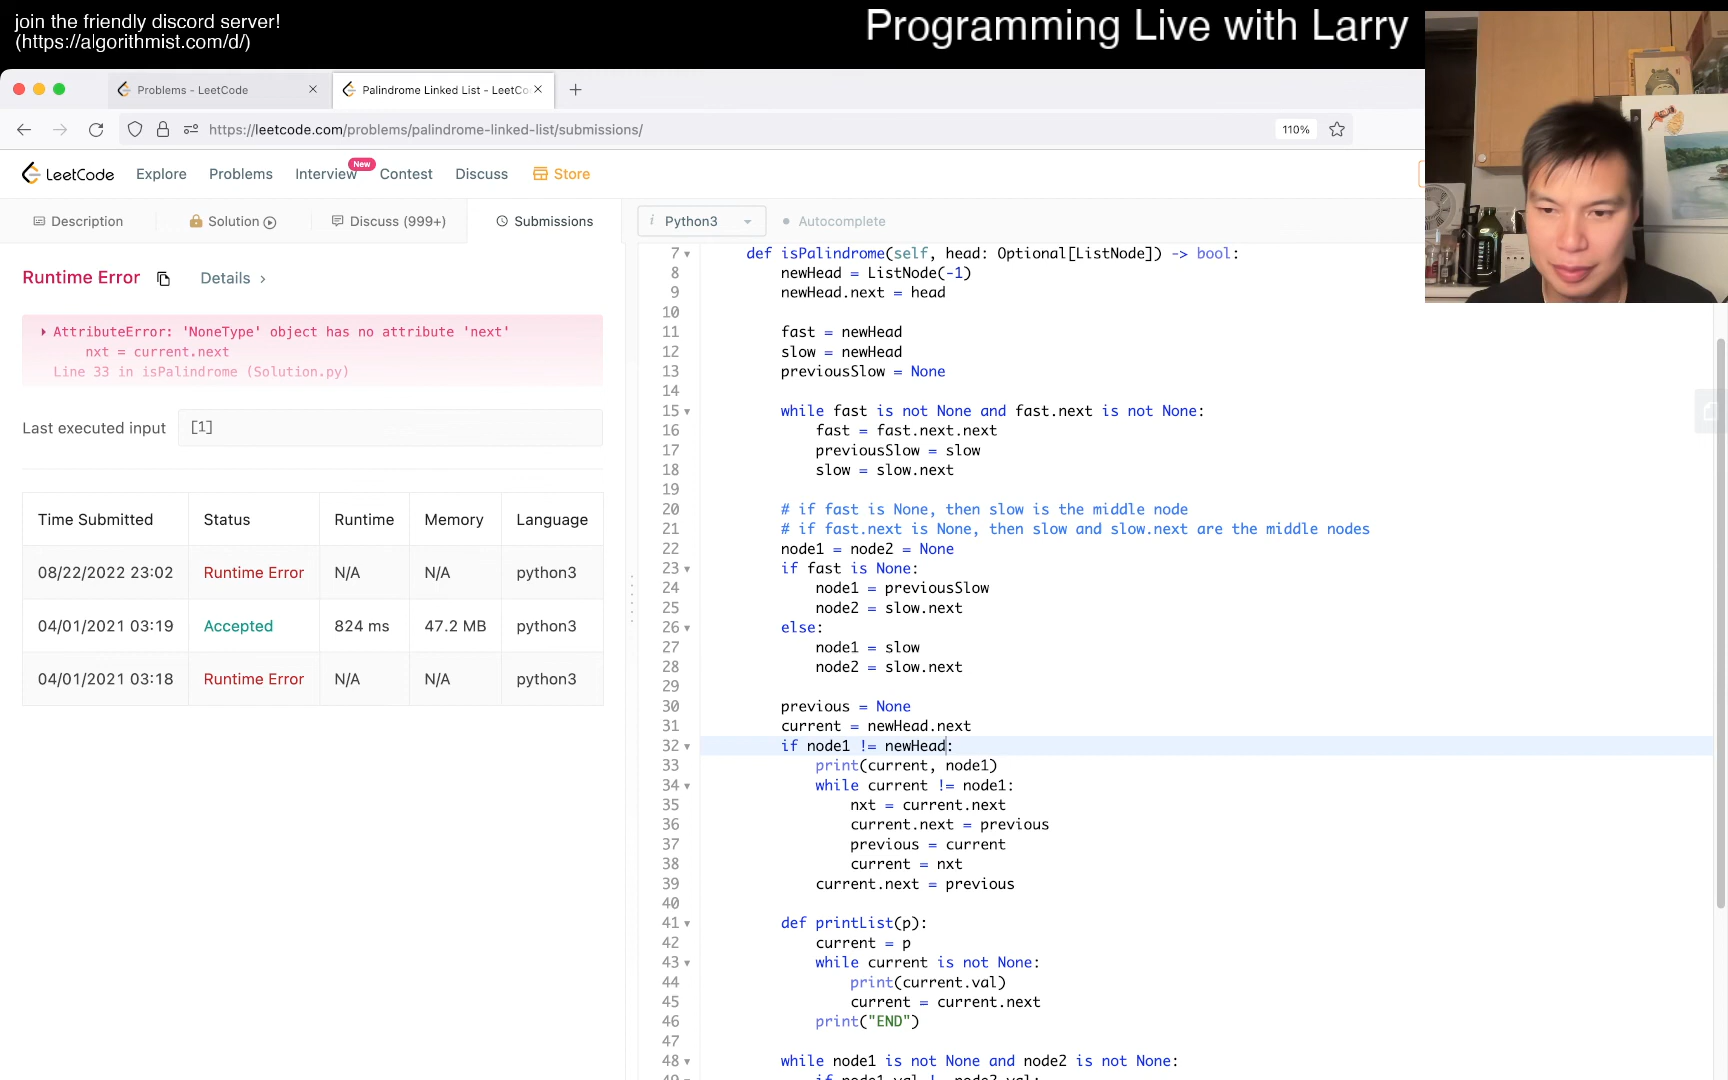 join the friendly discord server!
(https://algorithmist.com/d/)
Programming Live with Larry
Problems - LeetCode
Palindrome Linked List - LeetCo
https://leetcode.com/problems/palindrome-linked-list/submissions/
110%
LeetCode
Explore
Problems
Interview
New
Contest
Discuss
Store
Description
Solution
Discuss (999+)
Submissions
i Python3
Autocomplete
Runtime Error
Details
AttributeError: 'NoneType' object has no attribute 'next'
nxt = current.next
Line 33 in isPalindrome (Solution.py)
Last executed input
[1]
Time Submitted Status Runtime Memory Language
08/22/2022 23:02 Runtime Error N/A N/A python3
04/01/2021 03:19 Accepted 824 ms 47.2 MB python3
04/01/2021 03:18 Runtime Error N/A N/A python3
7 def isPalindrome(self, head: Optional[ListNode]) -> bool:
8 newHead = ListNode(-1)
9 newHead.next = head
10
11 fast = newHead
12 slow = newHead
13 previousSlow = None
14
15 while fast is not None and fast.next is not None:
16 fast = fast.next.next
17 previousSlow = slow
18 slow = slow.next
19
20 # if fast is None, then slow is the middle node
21 # if fast.next is None, then slow and slow.next are the middle nodes
22 node1 = node2 = None
23 if fast is None:
24 node1 = previousSlow
25 node2 = slow.next
26 else:
27 node1 = slow
28 node2 = slow.next
29
30 previous = None
31 current = newHead.next
32 if node1 != newHead:
33 print(current, node1)
34 while current != node1:
35 nxt = current.next
36 current.next = previous
37 previous = current
38 current = nxt
39 current.next = previous
40
41 def printList(p):
42 current = p
43 while current is not None:
44 print(current.val)
45 current = current.next
46 print("END")
47
48 while node1 is not None and node2 is not None: